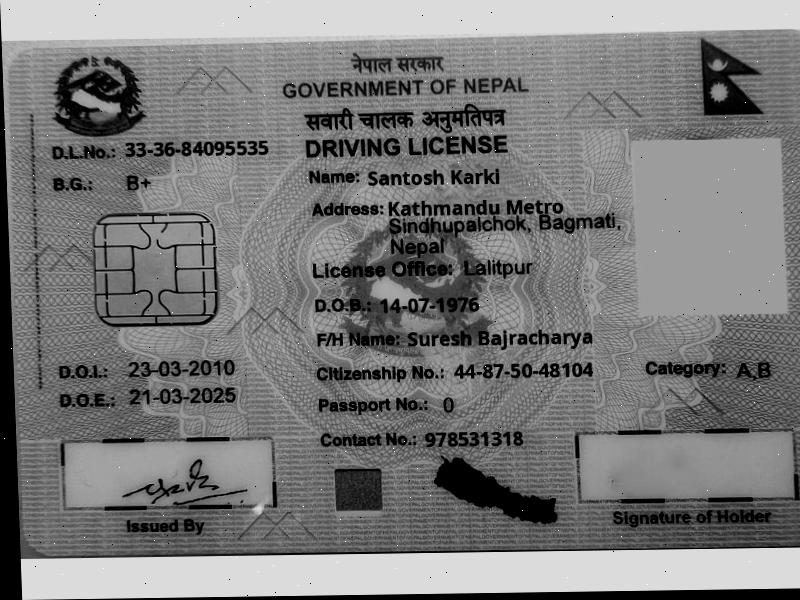 नेपाल सरकार
GOVERNMENT OF NEPAL
सवारी चालक अनुमतिपत्र
DRIVING LICENSE
D.L.No.: 33-36-84095535
B.G.: B+
Name: Santosh Karki
Address: Kathmandu Metro
Sindhupalchok, Bagmati,
Nepal
License Office: Lalitpur
D.O.B.: 14-07-1976
F/H Name: Suresh Bajracharya
D.O.I.: 23-03-2010
Citizenship No.: 44-87-50-48104
Category: A,B
D.O.E.: 21-03-2025
Passport No.: 0
Contact No.: 978531318
Issued By
Signature of Holder